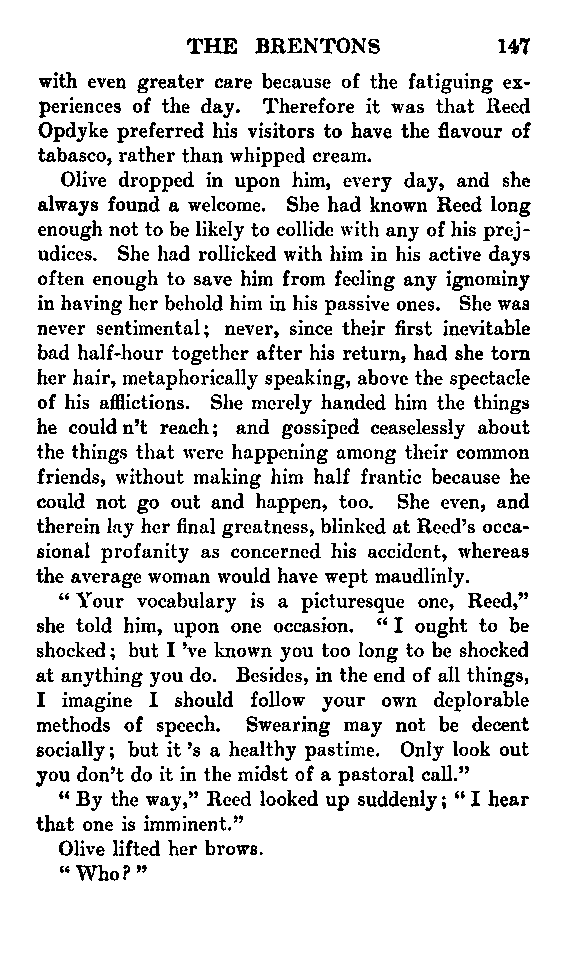 THE BRENTONS 147
with even greater care because of the fatiguing ex-
periences of the day. Therefore it was that Reed
Opdyke preferred his visitors to have the flavour of
tabasco, rather than whipped cream.
Olive dropped in upon him, every day, and she
always found a welcome. She had known Reed long
enough not to be likely to collide with any of his prej-
udices. She had rollicked with him in his active days
often enough to save him from feeling any ignominy
in having her behold him in his passive ones. She was
never sentimental; never, since their first inevitable
bad half-hour together after his return, had she torn
her hair, metaphorically speaking, above the spectacle
of his afflictions. She merely handed him the things
he could n't reach; and gossiped ceaselessly about
the things that were happening among their common
friends, without making him half frantic because he
could not go out and happen, too. She even, and
therein lay her final greatness, blinked at Reed's occa-
sional profanity as concerned his accident, whereas
the average woman would have wept maudlinly.
" Your vocabulary is a picturesque one, Reed,"
she told him, upon one occasion. " I ought to be
shocked; but I 've known you too long to be shocked
at anything you do. Besides, in the end of all things,
I imagine I should follow your own deplorable
methods of speech. Swearing may not be decent
socially; but it 's a healthy pastime. Only look out
you don't do it in the midst of a pastoral call."
" By the way," Reed looked up suddenly; " I hear
that one is imminent."
Olive lifted her brows.
" Who? "